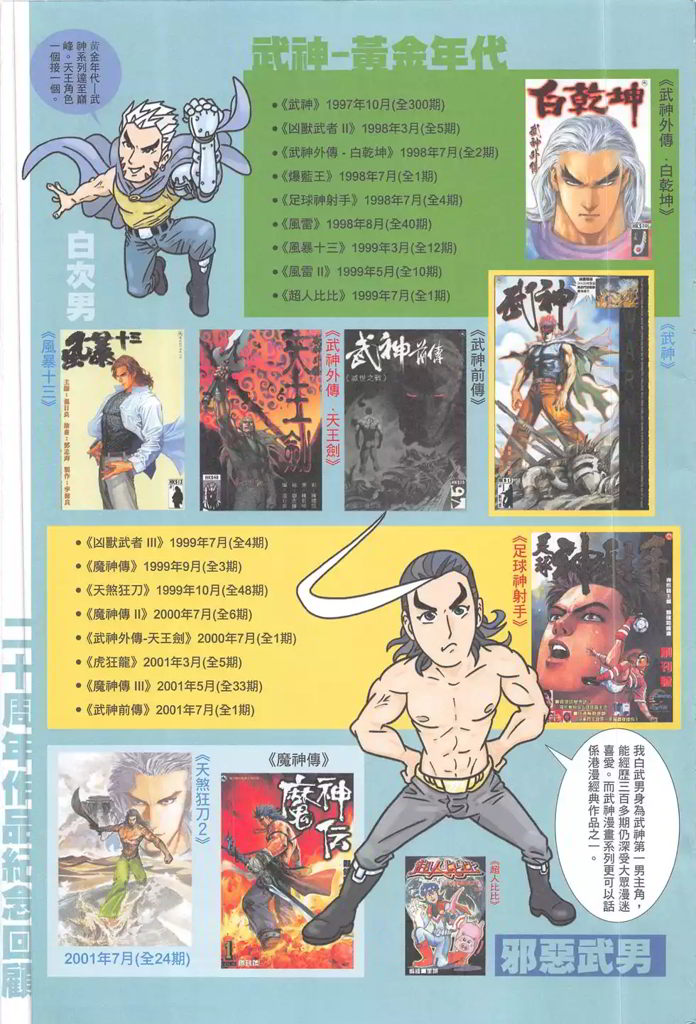 黃金年代—武
神系列達至巔
峰。天王角色
一個接一個。
武神-黃金年代
•《武神》1997年10月(全300期)
•《凶獸武者 II》1998年3月(全5期)
•《武神外傳 - 白乾坤》1998年7月(全2期)
•《爆藍王》1998年7月(全1期)
•《足球神射手》1998年7月(全4期)
•《風雷》1998年8月(全40期)
•《風暴十三》1999年3月(全12期)
•《風雷 II》1999年5月(全10期)
•《超人比比》1999年7月(全1期)
白乾坤
武神外傳
《武神外傳．白乾坤》
白次男
《風暴十三》
風暴十三
天王劍
《武神外傳．天王劍》
武神前傳
《滅世之戰》
《武神前傳》
武神
《武神》
•《凶獸武者 III》1999年7月(全4期)
•《魔神傳》1999年9月(全3期)
•《天煞狂刀》1999年10月(全48期)
•《魔神傳 II》2000年7月(全6期)
•《武神外傳-天王劍》2000年7月(全1期)
•《虎狂龍》2001年3月(全5期)
•《魔神傳 III》2001年5月(全33期)
•《武神前傳》2001年7月(全1期)
《足球神射手》
足球神射手
創刊號
《天煞狂刀2》
2001年7月(全24期)
《魔神傳》
魔神伝
1
超人比比
《超人比比》
我白武男身為武神第一男主角，
能經歷三百多期仍深受大眾漫迷
喜愛。而武神漫畫系列更可以話
係港漫經典作品之一。
邪惡武男
二十周年作品紀念回顧